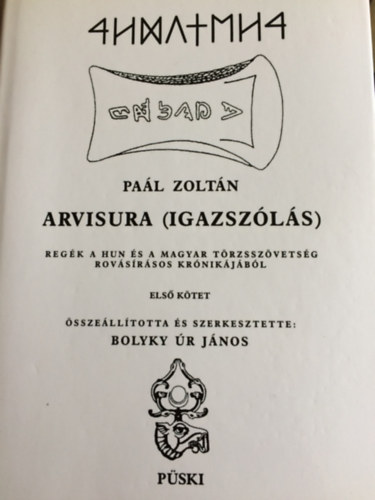 PAÁL ZOLTÁN
ARVISURA (IGAZSZÓLÁS)
REGÉK A HUN ÉS A MAGYAR TÖRZSSZÖVETSÉG
ROVÁSÍRÁSOS KRÓNIKÁJÁBÓL
ELSŐ KÖTET
ÖSSZEÁLLÍTOTTA ÉS SZERKESZTETTE:
BOLYKY ÚR JÁNOS
PÜSKI